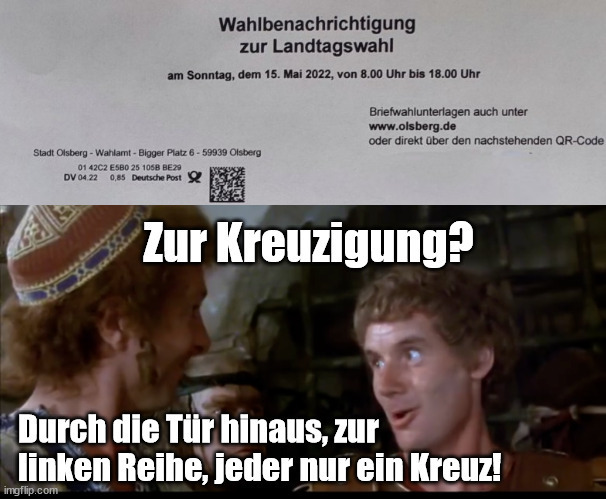 Wahlbenachrichtigung
zur Landtagswahl
am Sonntag, dem 15. Mai 2022, von 8.00 Uhr bis 18.00 Uhr
Briefwahlunterlagen auch unter
www.olsberg.de
oder direkt über den nachstehenden QR-Code
Stadt Olsberg - Wahlamt - Bigger Platz 6 - 59939 Olsberg
01 42C2 E5B0 25 105B BE29
DV 04.22 0,85 Deutsche Post
Zur Kreuzigung?
Durch die Tür hinaus, zur
linken Reihe, jeder nur ein Kreuz!
imgflip.com